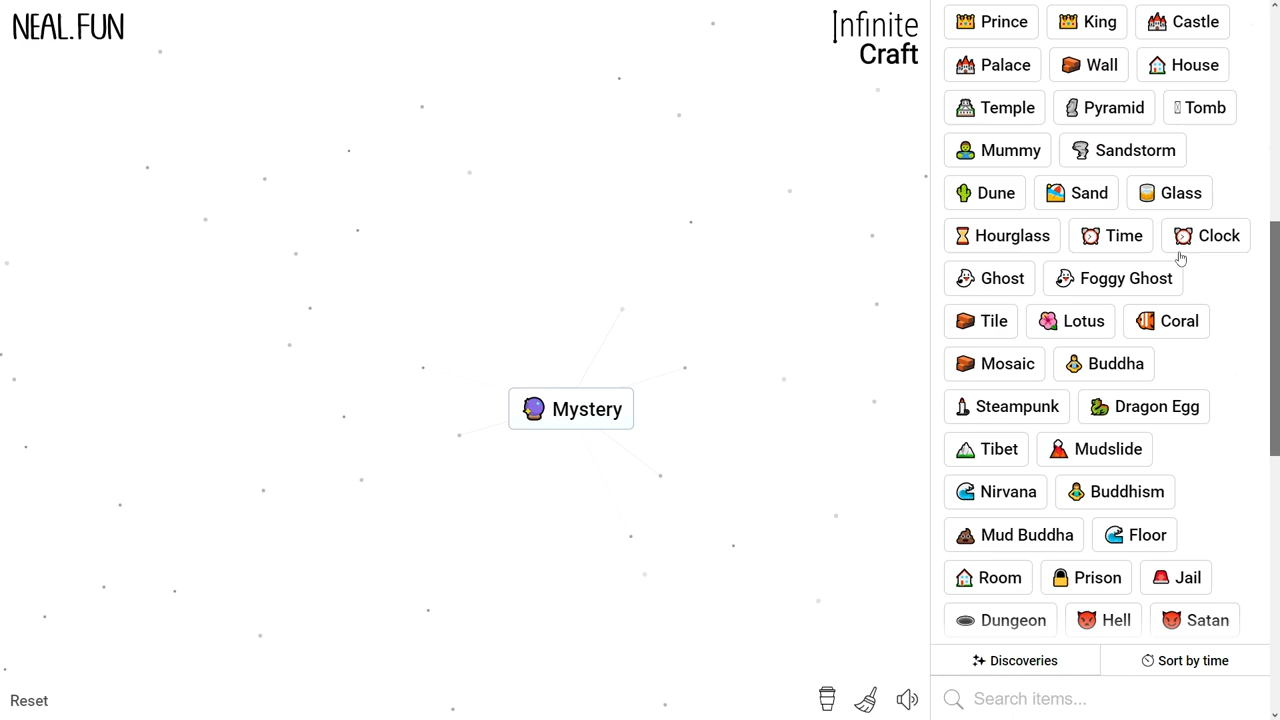 NEAL.FUN
Infinite
Craft
Prince King Castle
Palace Wall House
Temple Pyramid Tomb
Mummy Sandstorm
Dune Sand Glass
Hourglass Time Clock
Ghost Foggy Ghost
Tile Lotus Coral
Mosaic Buddha
Mystery
Steampunk Dragon Egg
Tibet Mudslide
Nirvana Buddhism
Mud Buddha Floor
Room Prison Jail
Dungeon Hell Satan
Discoveries Sort by time
Search items...
Reset